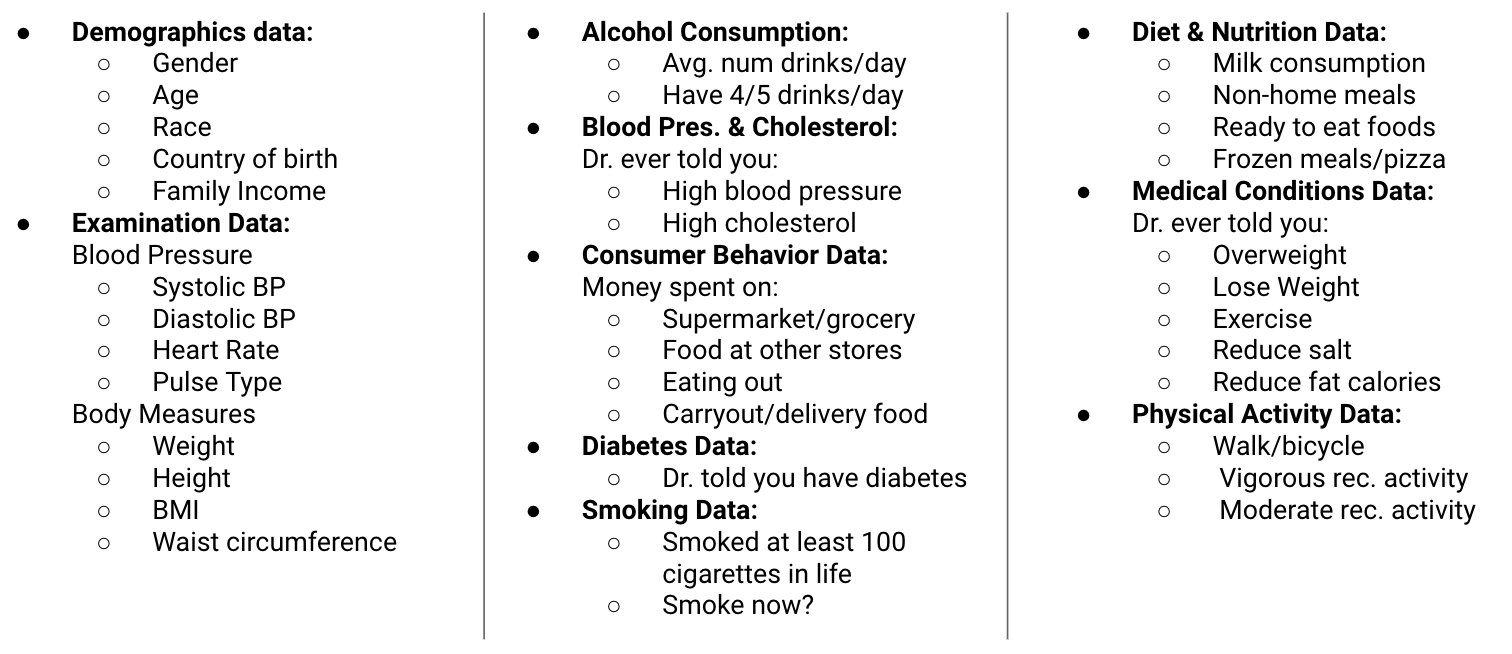 ● Demographics data:
○ Gender
○ Age
○ Race
○ Country of birth
○ Family Income
● Examination Data:
Blood Pressure
○ Systolic BP
○ Diastolic BP
○ Heart Rate
○ Pulse Type
Body Measures
○ Weight
○ Height
○ BMI
○ Waist circumference
● Alcohol Consumption:
○ Avg. num drinks/day
○ Have 4/5 drinks/day
● Blood Pres. & Cholesterol:
Dr. ever told you:
○ High blood pressure
○ High cholesterol
● Consumer Behavior Data:
Money spent on:
○ Supermarket/grocery
○ Food at other stores
○ Eating out
○ Carryout/delivery food
● Diabetes Data:
○ Dr. told you have diabetes
● Smoking Data:
○ Smoked at least 100
cigarettes in life
○ Smoke now?
● Diet & Nutrition Data:
○ Milk consumption
○ Non-home meals
○ Ready to eat foods
○ Frozen meals/pizza
● Medical Conditions Data:
Dr. ever told you:
○ Overweight
○ Lose Weight
○ Exercise
○ Reduce salt
○ Reduce fat calories
● Physical Activity Data:
○ Walk/bicycle
○ Vigorous rec. activity
○ Moderate rec. activity